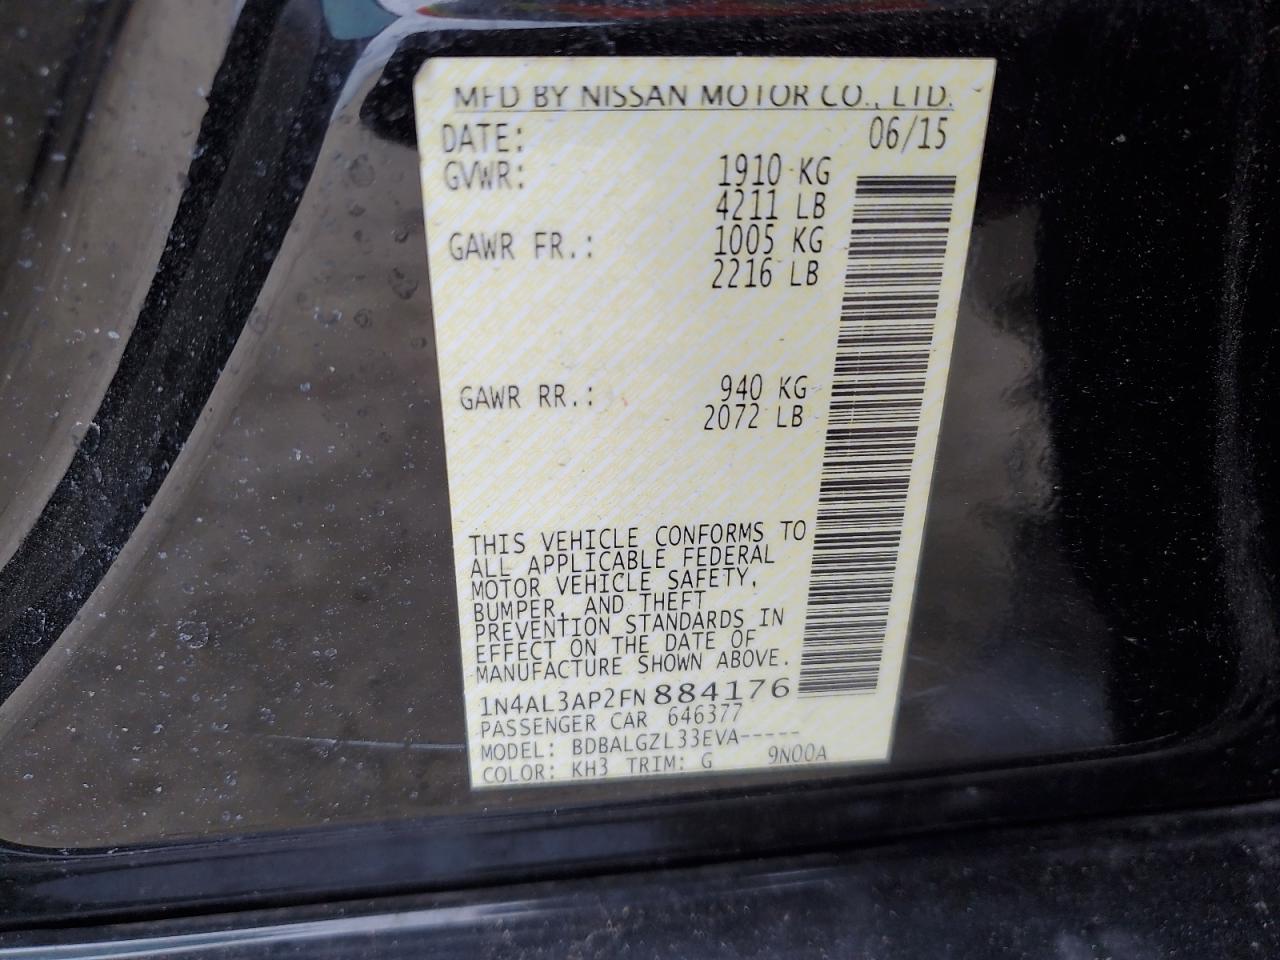 MFD BY NISSAN MOTOR CO., LTD.
DATE: 06/15
GVWR: 1910 KG
4211 LB
GAWR FR.: 1005 KG
2216 LB
GAWR RR.: 940 KG
2072 LB
THIS VEHICLE CONFORMS TO
ALL APPLICABLE FEDERAL
MOTOR VEHICLE SAFETY,
BUMPER, AND THEFT
PREVENTION STANDARDS IN
EFFECT ON THE DATE OF
MANUFACTURE SHOWN ABOVE.
1N4AL3AP2FN884176
PASSENGER CAR 646377
MODEL: BDBALGZL33EVA-----
COLOR: KH3 TRIM: G 9N00A